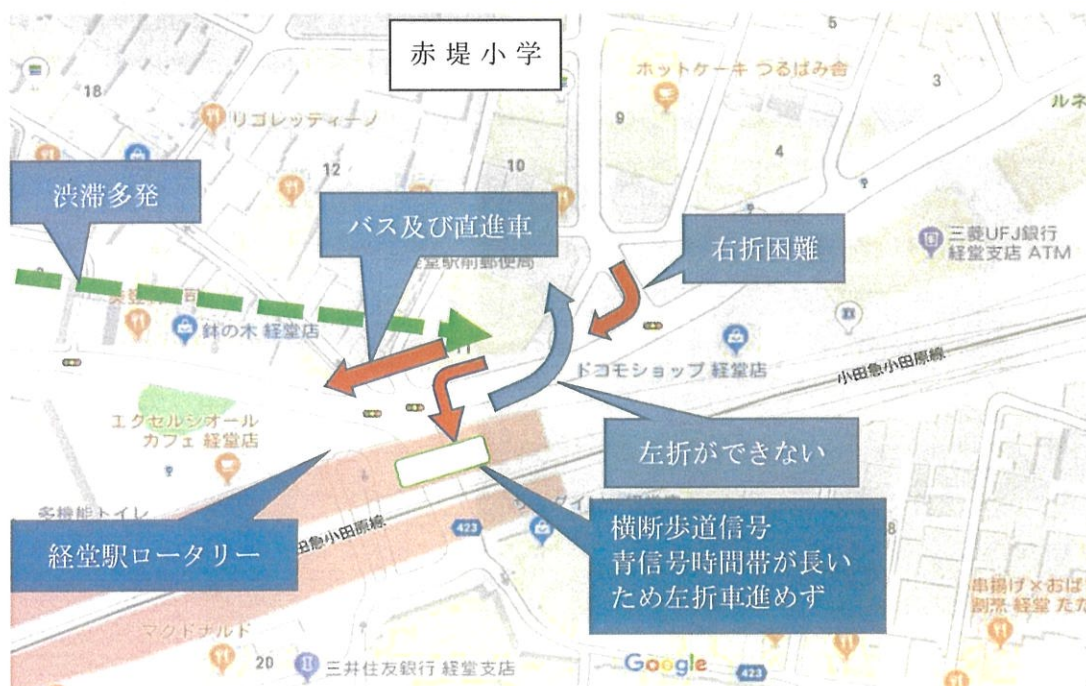 赤堤小学
5
ホットケーキ つるばみ舎
3
18
9
ルネ
リゴレッティーノ
4
12
10
渋滞多発
バス及び直進車
右折困難
三菱UFJ銀行
経堂支店 ATM
鉢の木 経堂店
11
ドコモショップ 経堂店
小田急小田原線
エクセルシオール
カフェ 経堂店
左折ができない
多機能トイレ
経堂駅ロータリー
小田急小田原線
423
横断歩道信号
青信号時間帯が長い
ため左折車進めず
8
串揚げ×おば
割烹 経堂 たた
マクドナルド
20
三井住友銀行 経堂支店
Google
423